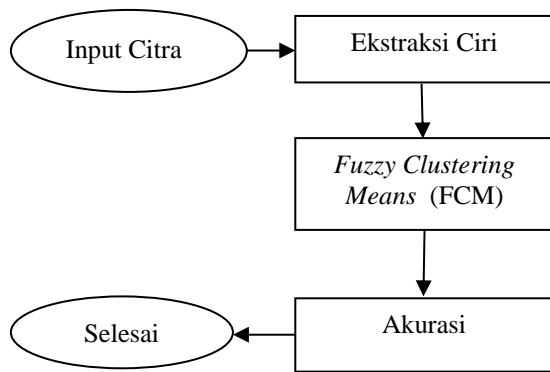 Input Citra
Ekstraksi Ciri
Fuzzy Clustering
Means (FCM)
Akurasi
Selesai